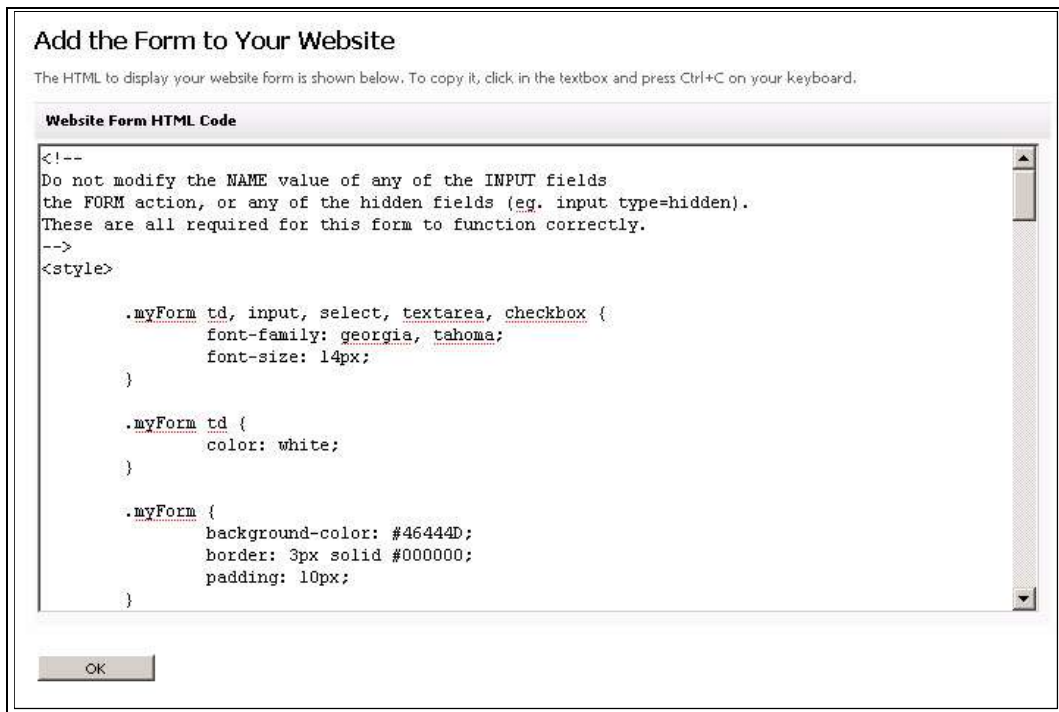 Add the Form to Your Website
The HTML to display your website form is shown below. To copy it, click in the textbox and press Ctrl+C on your keyboard.
Website Form HTML Code
<!--
Do not modify the NAME value of any of the INPUT fields
the FORM action, or any of the hidden fields (eg. input type=hidden).
These are all required for this form to function correctly.
-->
<style>
.myForm td, input, select, textarea, checkbox {
font-family: georgia, tahoma;
font-size: 14px;
}
.myForm td {
color: white;
}
.myForm {
background-color: #46444D;
border: 3px solid #000000;
padding: 10px;
}
OK